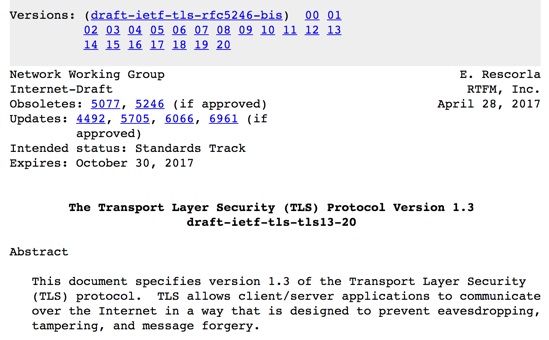 Versions: (draft-ietf-tls-rfc5246-bis) 00 01
02 03 04 05 06 07 08 09 10 11 12 13
14 15 16 17 18 19 20
Network Working Group E. Rescorla
Internet-Draft RTFM, Inc.
Obsoletes: 5077, 5246 (if approved) April 28, 2017
Updates: 4492, 5705, 6066, 6961 (if
approved)
Intended status: Standards Track
Expires: October 30, 2017
The Transport Layer Security (TLS) Protocol Version 1.3
draft-ietf-tls-tls13-20
Abstract
This document specifies version 1.3 of the Transport Layer Security
(TLS) protocol. TLS allows client/server applications to communicate
over the Internet in a way that is designed to prevent eavesdropping,
tampering, and message forgery.